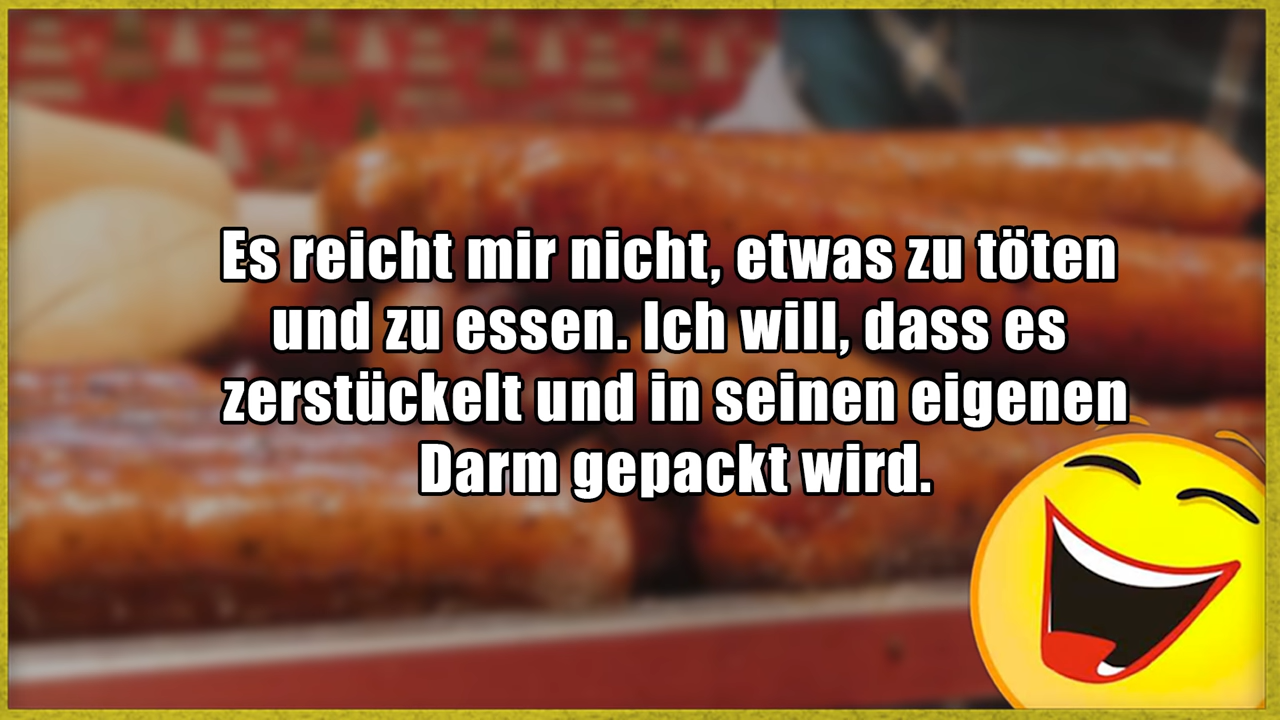 Es reicht mir nicht, etwas zu töten
und zu essen. Ich will, dass es
zerstückelt und in seinen eigenen
Darm gepackt wird.